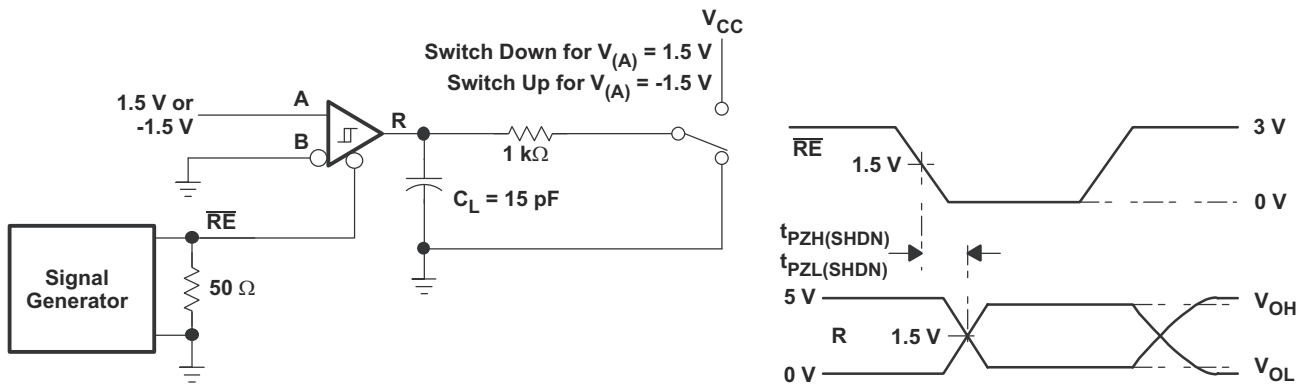 V_CC
Switch Down for V_(A) = 1.5 V
Switch Up for V_(A) = -1.5 V
1.5 V or
-1.5 V
A
B
R
1 kΩ
C_L = 15 pF
RE
Signal
Generator
50 Ω
3 V
RE
1.5 V
0 V
t_PZH(SHDN)
t_PZL(SHDN)
5 V
V_OH
R
1.5 V
0 V
V_OL